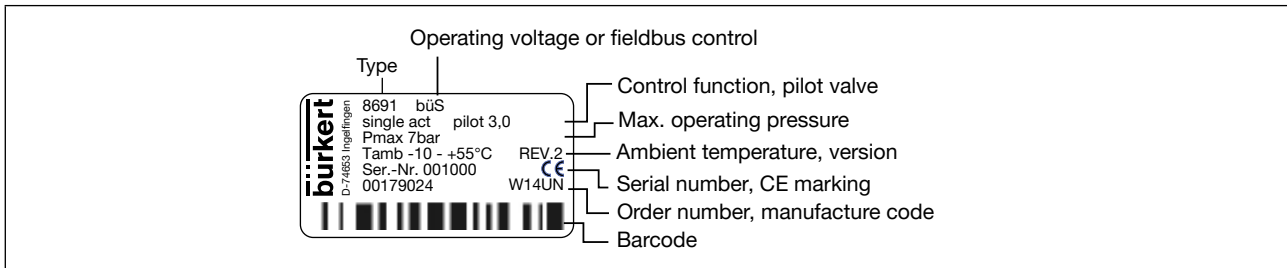 Operating voltage or fieldbus control
Type
Control function, pilot valve
Max. operating pressure
Ambient temperature, version
Serial number, CE marking
Order number, manufacture code
Barcode
bürkert
D-74653 Ingelfingen
8691 büS
single act pilot 3,0
Pmax 7bar
Tamb -10 - +55°C REV.2
Ser.-Nr. 001000 CE
00179024 W14UN